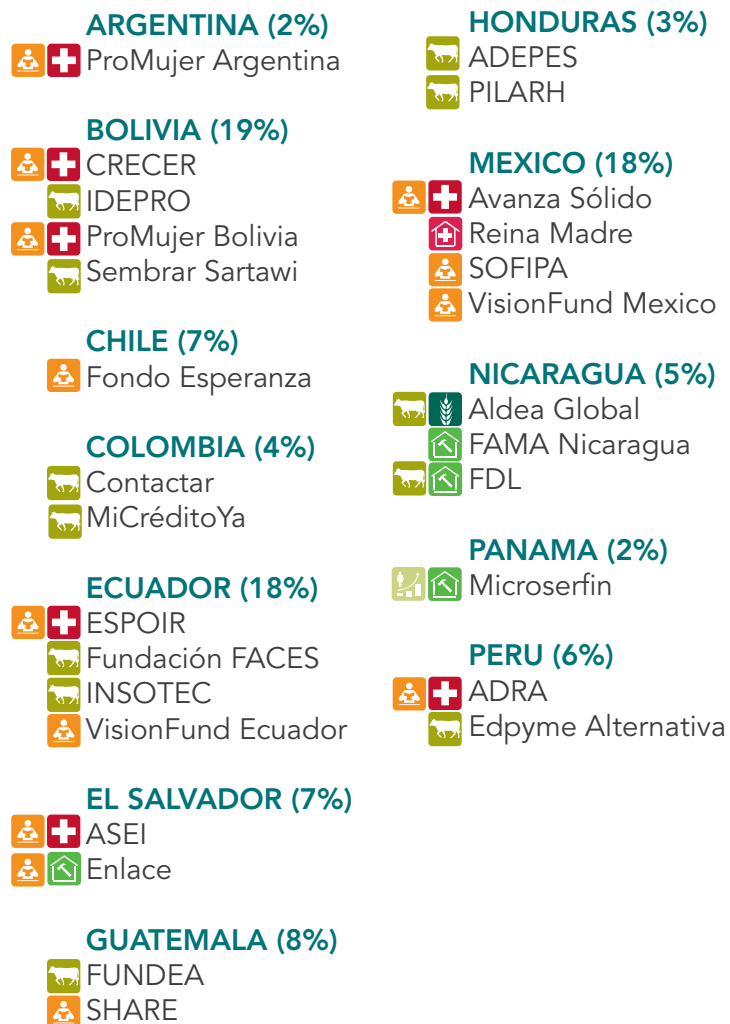 ARGENTINA (2%)
ProMujer Argentina
BOLIVIA (19%)
CRECER
IDEPRO
ProMujer Bolivia
Sembrar Sartawi
CHILE (7%)
Fondo Esperanza
COLOMBIA (4%)
Contactar
MiCréditoYa
ECUADOR (18%)
ESPOIR
Fundación FACES
INSOTEC
VisionFund Ecuador
EL SALVADOR (7%)
ASEI
Enlace
GUATEMALA (8%)
FUNDEA
SHARE
HONDURAS (3%)
ADEPES
PILARH
MEXICO (18%)
Avanza Sólido
Reina Madre
SOFIPA
VisionFund Mexico
NICARAGUA (5%)
Aldea Global
FAMA Nicaragua
FDL
PANAMA (2%)
Microserfin
PERU (6%)
ADRA
Edpyme Alternativa